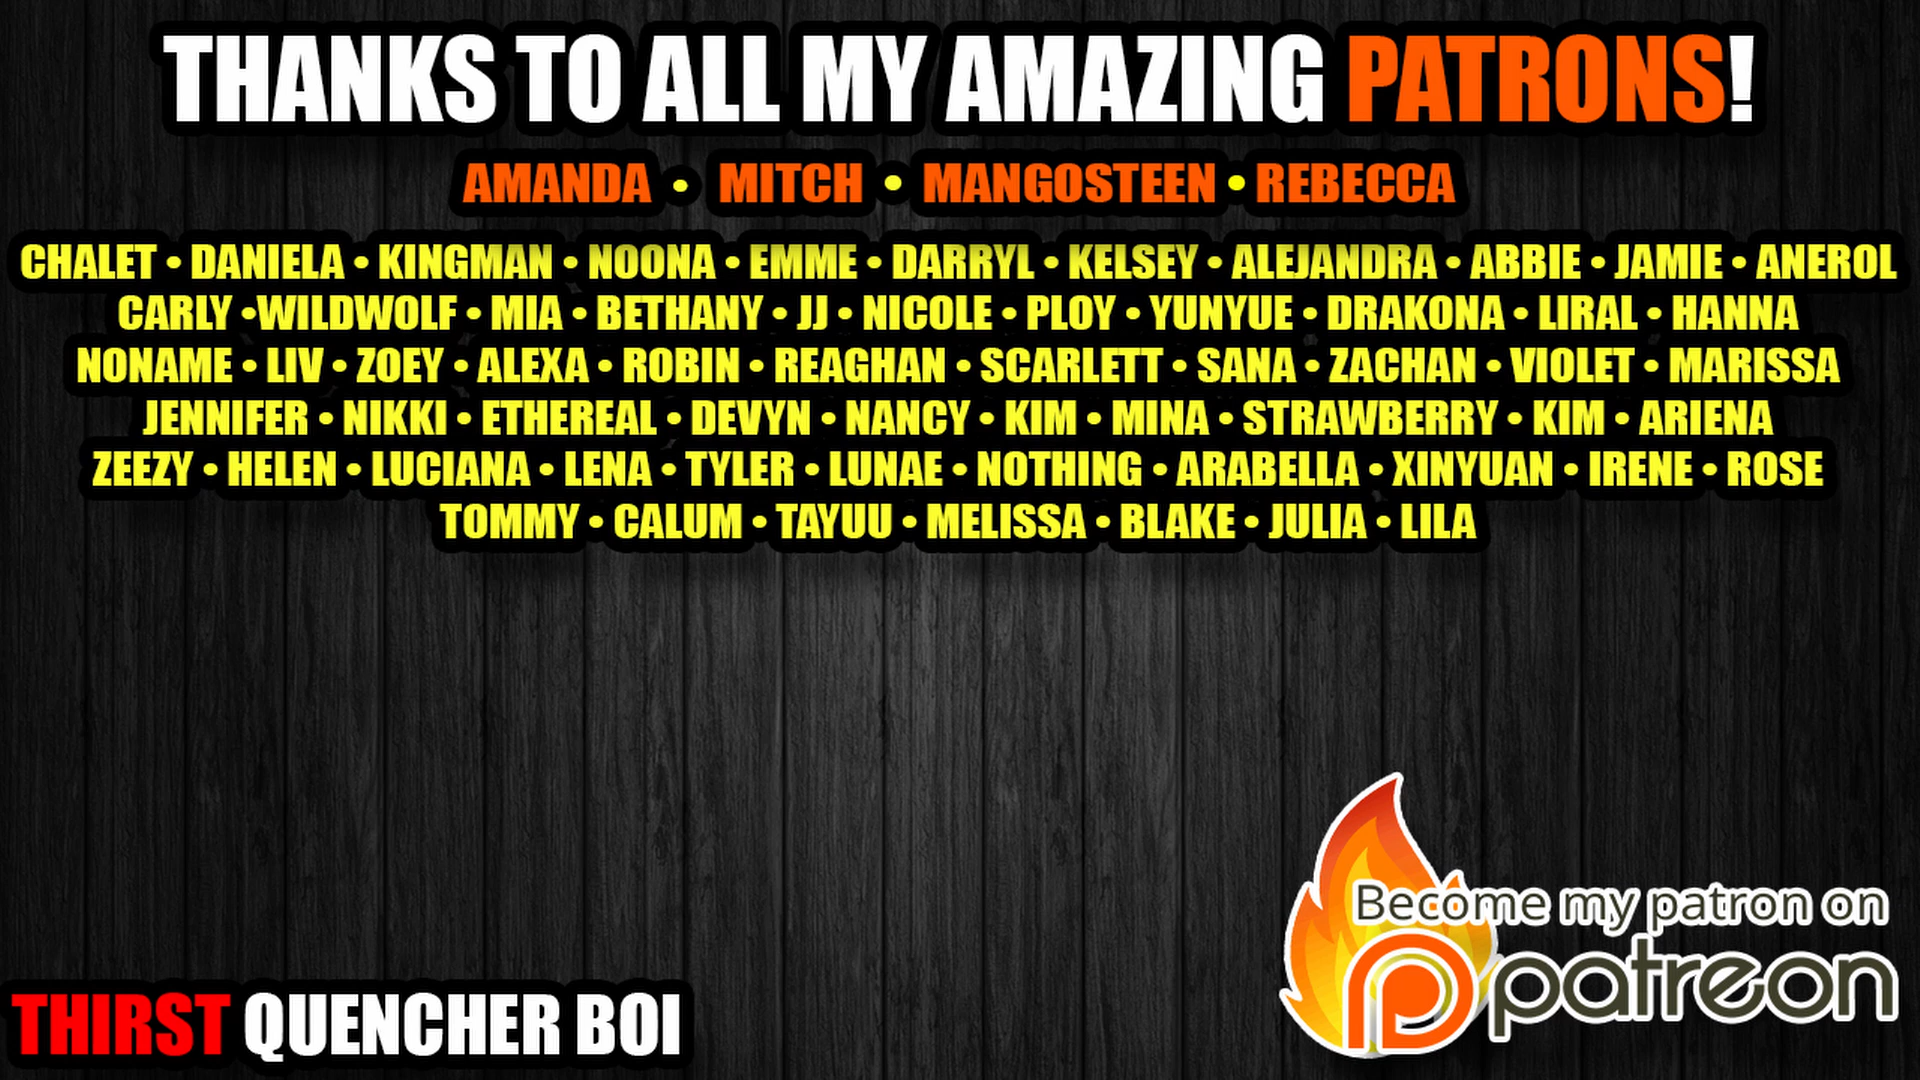 THANKS TO ALL MY AMAZING PATRONS!
AMANDA • MITCH • MANGOSTEEN • REBECCA
CHALET • DANIELA • KINGMAN • NOONA • EMME • DARRYL • KELSEY • ALEJANDRA • ABBIE • JAMIE • ANEROL
CARLY •WILDWOLF • MIA • BETHANY • JJ • NICOLE • PLOY • YUNYUE • DRAKONA • LIRAL • HANNA
NONAME • LIV • ZOEY • ALEXA • ROBIN • REAGHAN • SCARLETT • SANA • ZACHAN • VIOLET • MARISSA
JENNIFER • NIKKI • ETHEREAL • DEVYN • NANCY • KIM • MINA • STRAWBERRY • KIM • ARIENA
ZEEZY • HELEN • LUCIANA • LENA • TYLER • LUNAE • NOTHING • ARABELLA • XINYUAN • IRENE • ROSE
TOMMY • CALUM • TAYUU • MELISSA • BLAKE • JULIA • LILA
Become my patron on
patreon
THIRST QUENCHER BOI